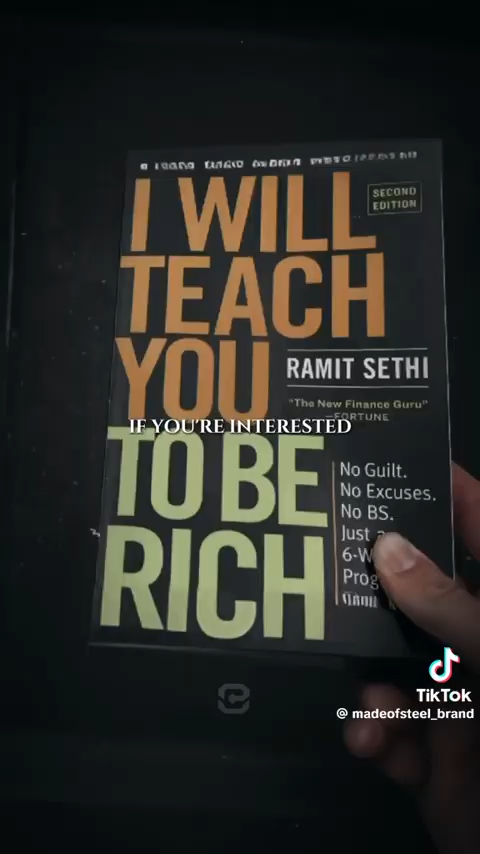 I WILL
TEACH
YOU
TO BE
RICH
SECOND
EDITION
RAMIT SETHI
"The New Finance Guru"
—FORTUNE
IF YOU'RE INTERESTED
No Guilt.
No Excuses.
No BS.
Just
6-W
Prog
TikTok
@ madeofsteel_brand